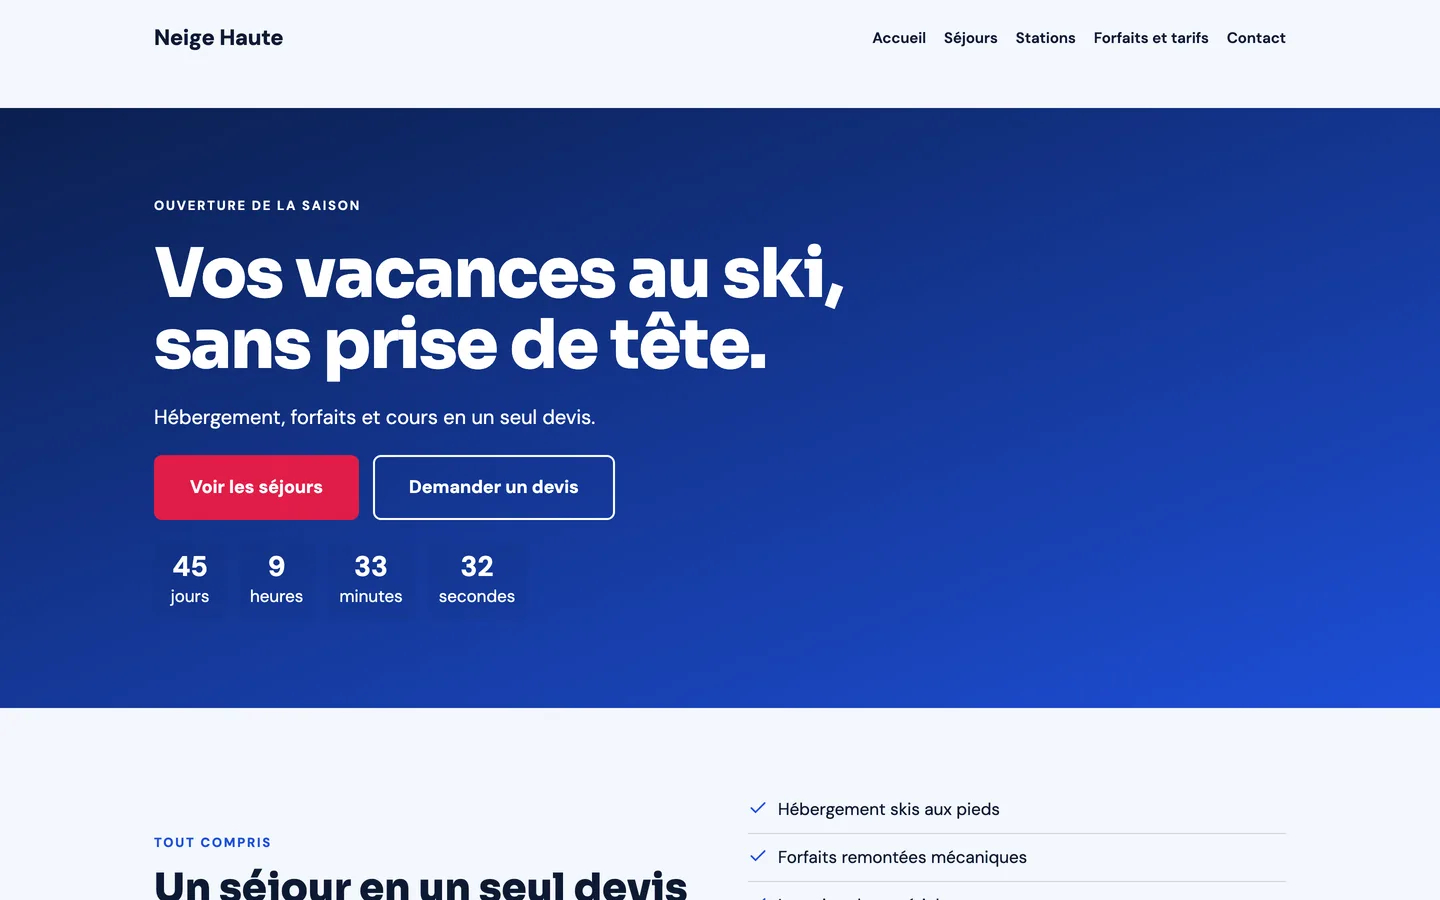 Neige Haute
Accueil Séjours Stations Forfaits et tarifs Contact
OUVERTURE DE LA SAISON
Vos vacances au ski,
sans prise de tête.
Hébergement, forfaits et cours en un seul devis.
Voir les séjours Demander un devis
45 9 33 32
jours heures minutes secondes
Hébergement skis aux pieds
TOUT COMPRIS
Forfaits remontées mécaniques
Un séjour en un seul devis